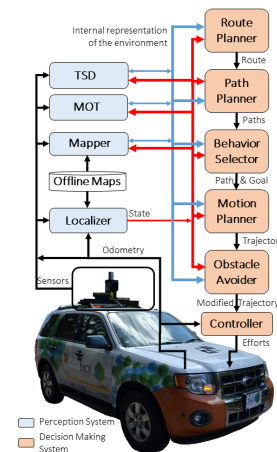 Internal representation
of the environment
Route
Planner
Route
TSD
MOT
Path
Planner
Paths
Mapper
Behavior
Selector
Offline Maps
Path & Goal
Localizer
State
Motion
Planner
Trajector
Odometry
Sensors
Obstacle
Avoider
Modified Trajectory
Controller
Efforts
Perception System
Decision Making
System